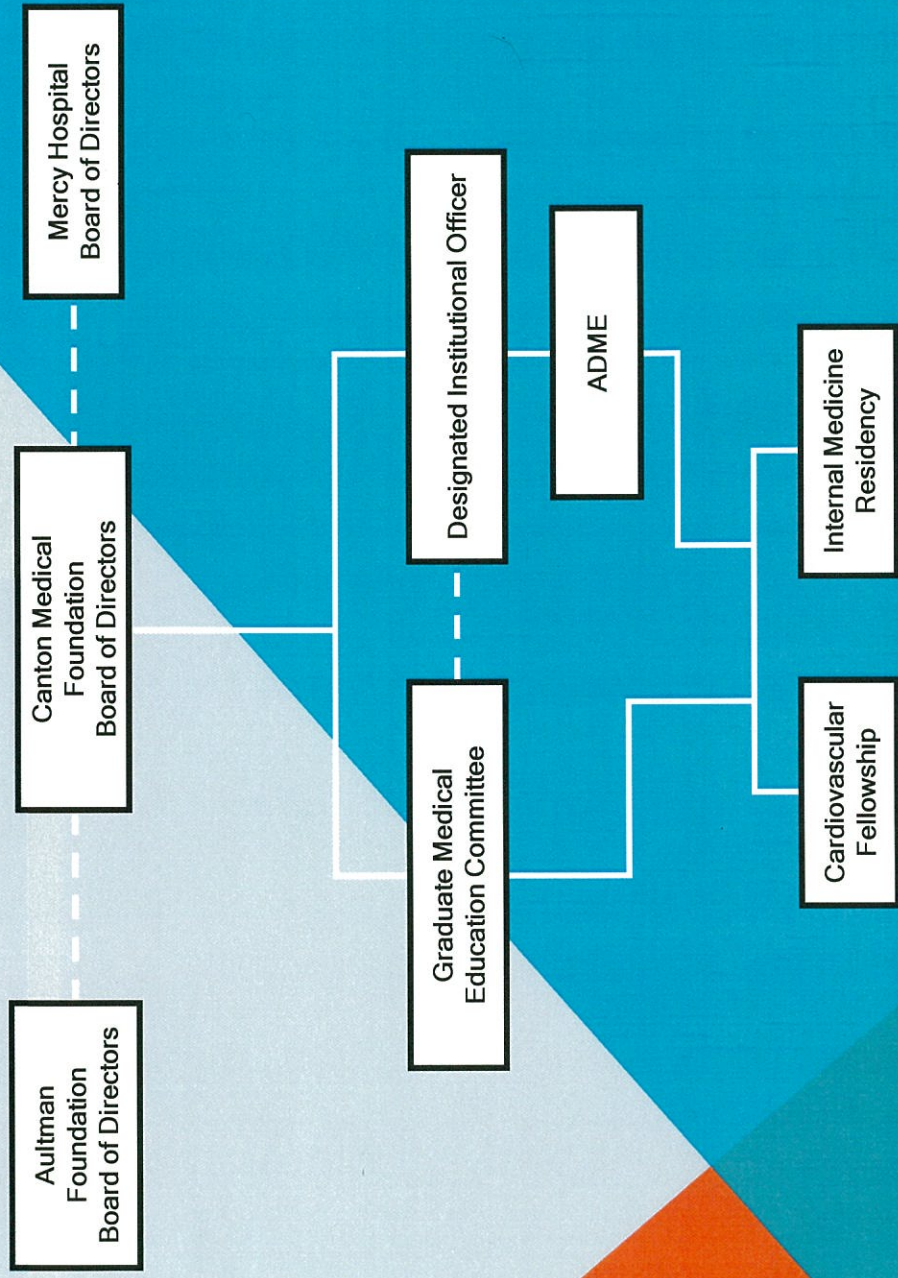 Aultman
Foundation
Board of Directors
Canton Medical
Foundation
Board of Directors
Mercy Hospital
Board of Directors
Graduate Medical
Education Committee
Designated Institutional Officer
ADME
Cardiovascular
Fellowship
Internal Medicine
Residency